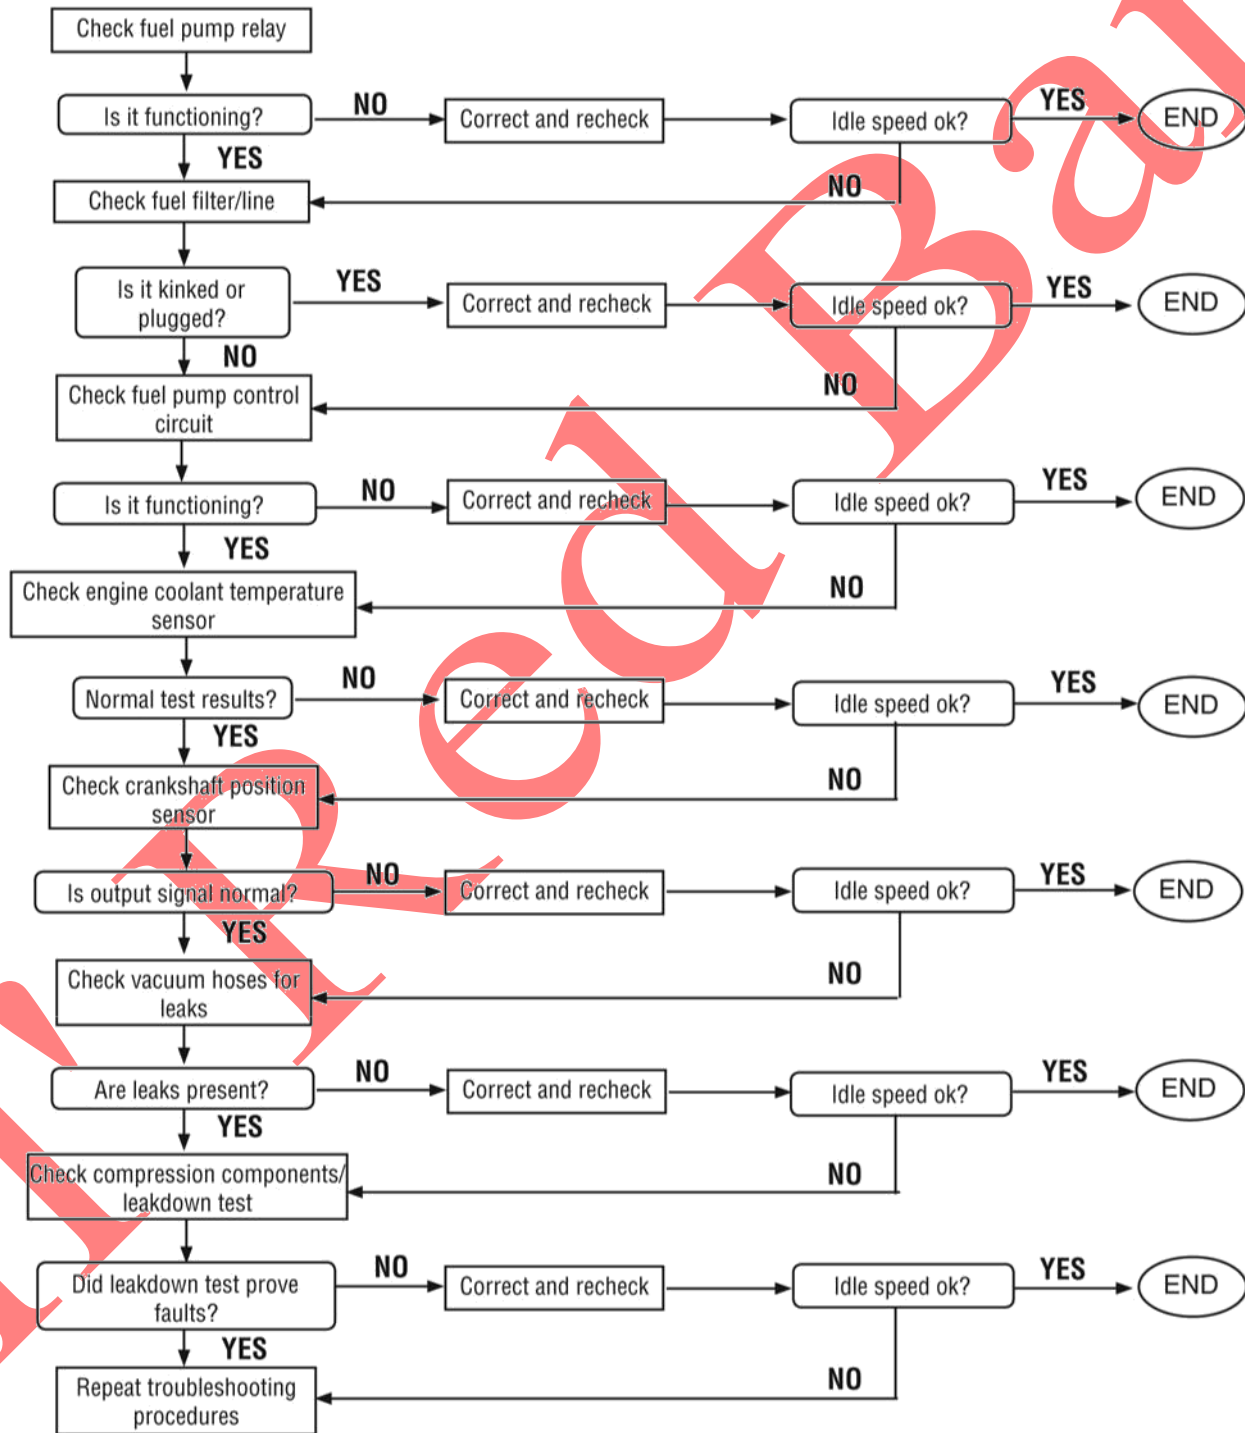 Check fuel pump relay
Is it functioning?
NO
Correct and recheck
Idle speed ok?
YES
END
YES
NO
Check fuel filter/line
Is it kinked or
plugged?
YES
Correct and recheck
Idle speed ok?
YES
END
NO
NO
Check fuel pump control
circuit
Is it functioning?
NO
Correct and recheck
Idle speed ok?
YES
END
YES
NO
Check engine coolant temperature
sensor
Normal test results?
NO
Correct and recheck
Idle speed ok?
YES
END
YES
NO
Check crankshaft position
sensor
Is output signal normal?
NO
Correct and recheck
Idle speed ok?
YES
END
YES
NO
Check vacuum hoses for
leaks
Are leaks present?
NO
Correct and recheck
Idle speed ok?
YES
END
YES
NO
Check compression components/
leakdown test
Did leakdown test prove
faults?
NO
Correct and recheck
Idle speed ok?
YES
END
YES
NO
Repeat troubleshooting
procedures
Red Bar